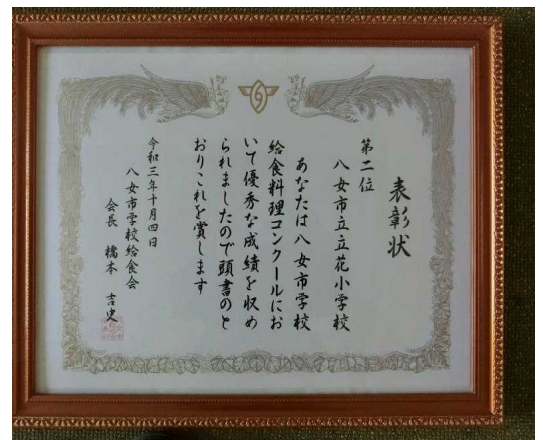 表彰状
第二位
八女市立立花小学校
あなたは八女市学校
給食料理コンクールにお
いて優秀な成績を収め
られましたので頭書のと
おりこれを賞します
令和三年十月四日
八女市学校給食会
会長 橋本 吉史